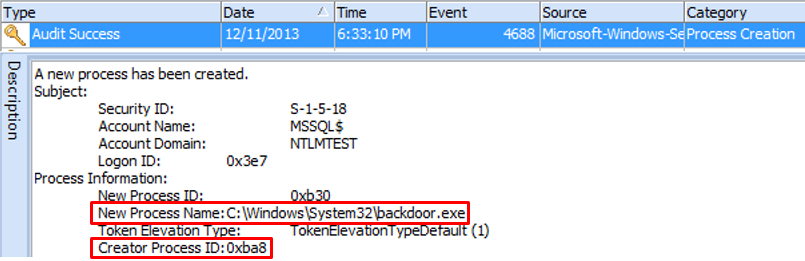 Type Date Time Event Source Category
Audit Success 12/11/2013 6:33:10 PM 4688 Microsoft-Windows-Se Process Creation
Description
A new process has been created.
Subject:
Security ID: S-1-5-18
Account Name: MSSQL$
Account Domain: NTLMTEST
Logon ID: 0x3e7
Process Information:
New Process ID: 0xb30
New Process Name: C:\Windows\System32\backdoor.exe
Token Elevation Type: TokenElevationTypeDefault (1)
Creator Process ID: 0xba8